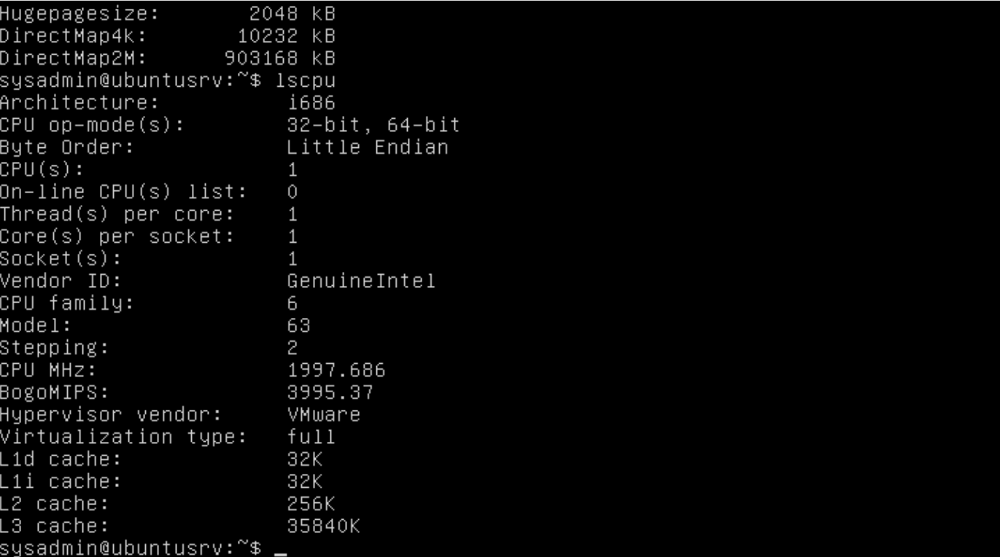 Hugepagesize:       2048 kB
DirectMap4k:       10232 kB
DirectMap2M:      903168 kB
sysadmin@ubuntusrv:~$ lscpu
Architecture:          i686
CPU op-mode(s):        32-bit, 64-bit
Byte Order:            Little Endian
CPU(s):                1
On-line CPU(s) list:   0
Thread(s) per core:    1
Core(s) per socket:    1
Socket(s):             1
Vendor ID:             GenuineIntel
CPU family:            6
Model:                 63
Stepping:              2
CPU MHz:               1997.686
BogoMIPS:              3995.37
Hypervisor vendor:     VMware
Virtualization type:   full
L1d cache:             32K
L1i cache:             32K
L2 cache:              256K
L3 cache:              35840K
sysadmin@ubuntusrv:~$ _